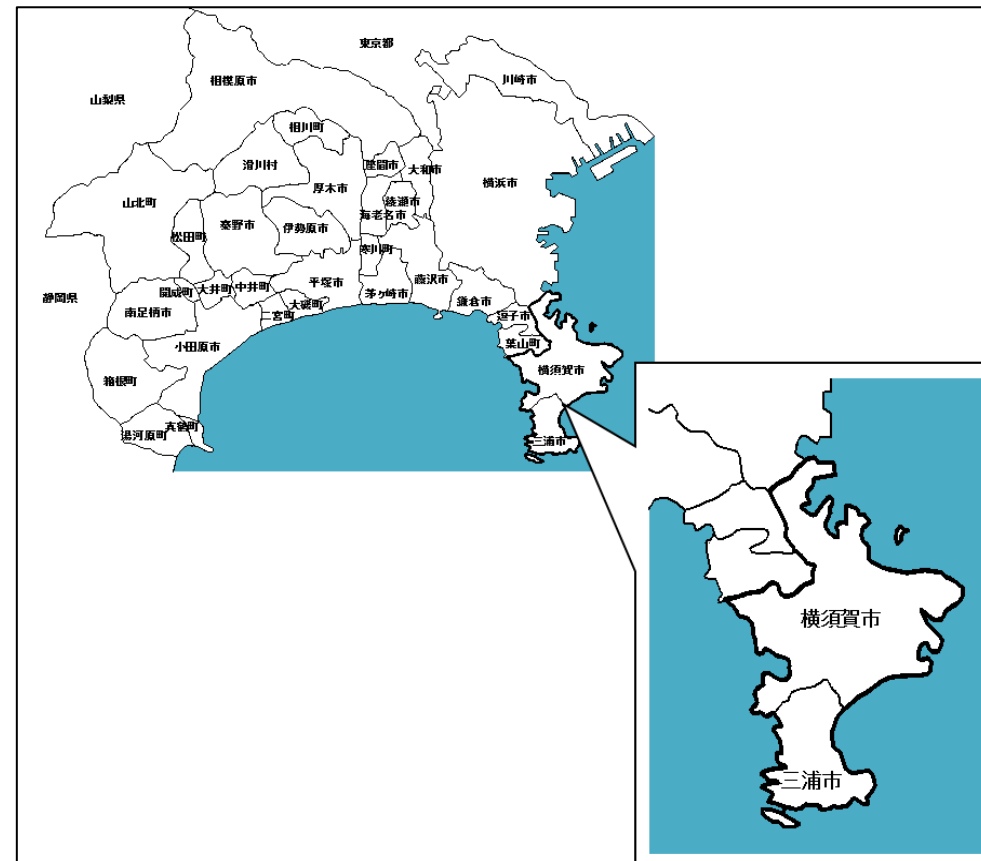 東京都
川崎市
相模原市
山梨県
相川町
清川村
座間市
大和市
横浜市
厚木市
綾瀬市
山北町
海老名市
秦野市
伊勢原市
松田町
寒川町
平塚市
藤沢市
開成町
大井町
中井町
茅ヶ崎市
鎌倉市
静岡県
南足柄市
大磯町
二宮町
逗子市
葉山町
小田原市
横須賀市
箱根町
真鶴町
湯河原町
三浦市
横須賀市
三浦市